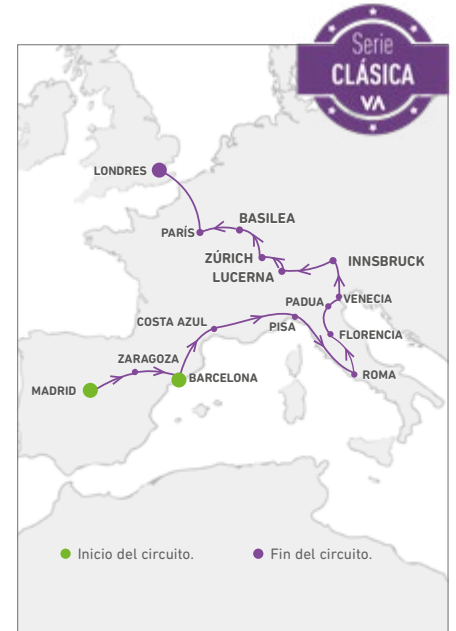 Serie
CLÁSICA
VA
LONDRES
BASILEA
PARÍS
ZÚRICH
INNSBRUCK
LUCERNA
PADUA
VENECIA
COSTA AZUL
PISA
FLORENCIA
ZARAGOZA
ROMA
BARCELONA
MADRID
Inicio del circuito.
Fin del circuito.